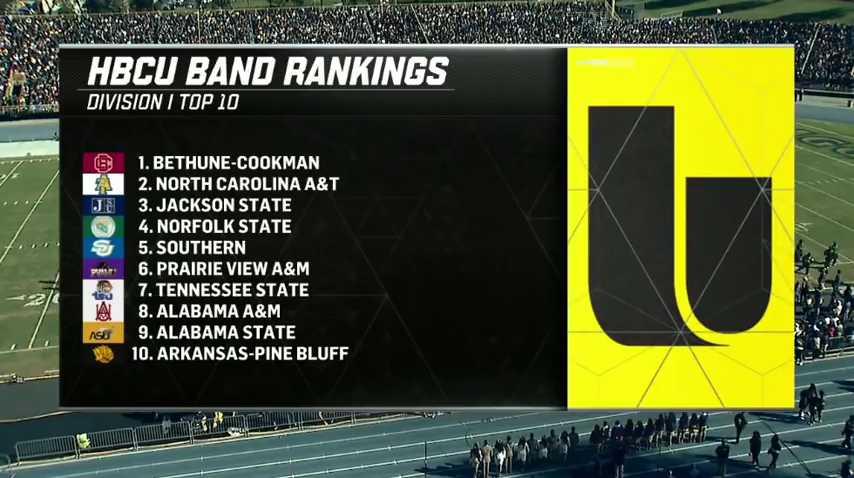 HBCU BAND RANKINGS
DIVISION I TOP 10
1. BETHUNE-COOKMAN
2. NORTH CAROLINA A&T
3. JACKSON STATE
4. NORFOLK STATE
5. SOUTHERN
6. PRAIRIE VIEW A&M
7. TENNESSEE STATE
8. ALABAMA A&M
9. ALABAMA STATE
10. ARKANSAS-PINE BLUFF